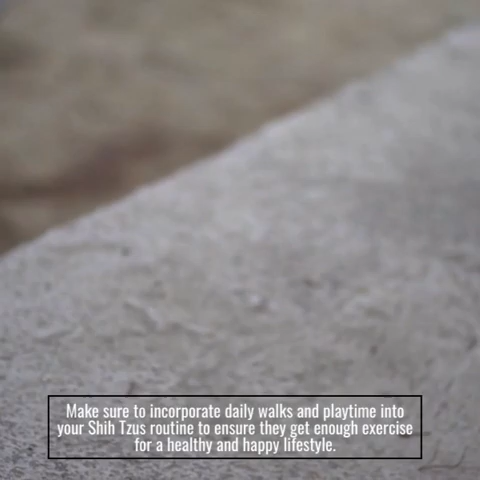 Make sure to incorporate daily walks and playtime into
your Shih Tzus routine to ensure they get enough exercise
for a healthy and happy lifestyle.